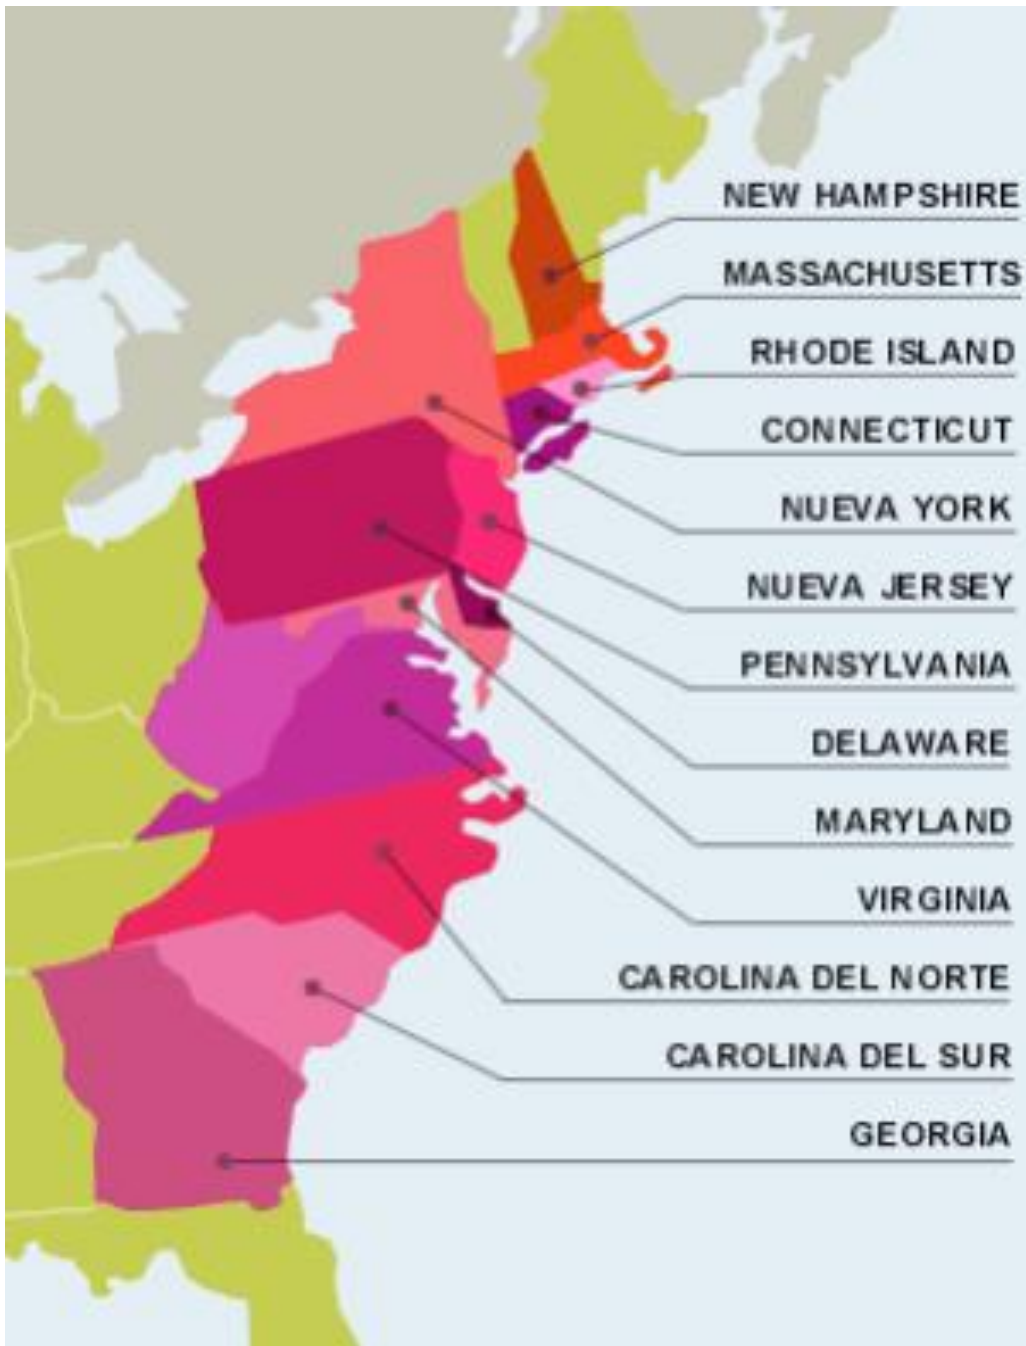 NEW HAMPSHIRE
MASSACHUSETTS
RHODE ISLAND
CONNECTICUT
NUEVA YORK
NUEVA JERSEY
PENNSYLVANIA
DELAWARE
MARYLAND
VIRGINIA
CAROLINA DEL NORTE
CAROLINA DEL SUR
GEORGIA